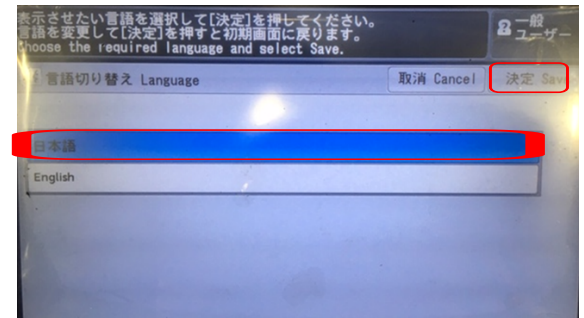 表示させたい言語を選択して[決定]を押してください。
言語を変更して[決定]を押すと初期画面に戻ります。
Choose the required language and select Save.
一般
ユーザー
言語切り替え Language
取消 Cancel
決定 Save
日本語
English